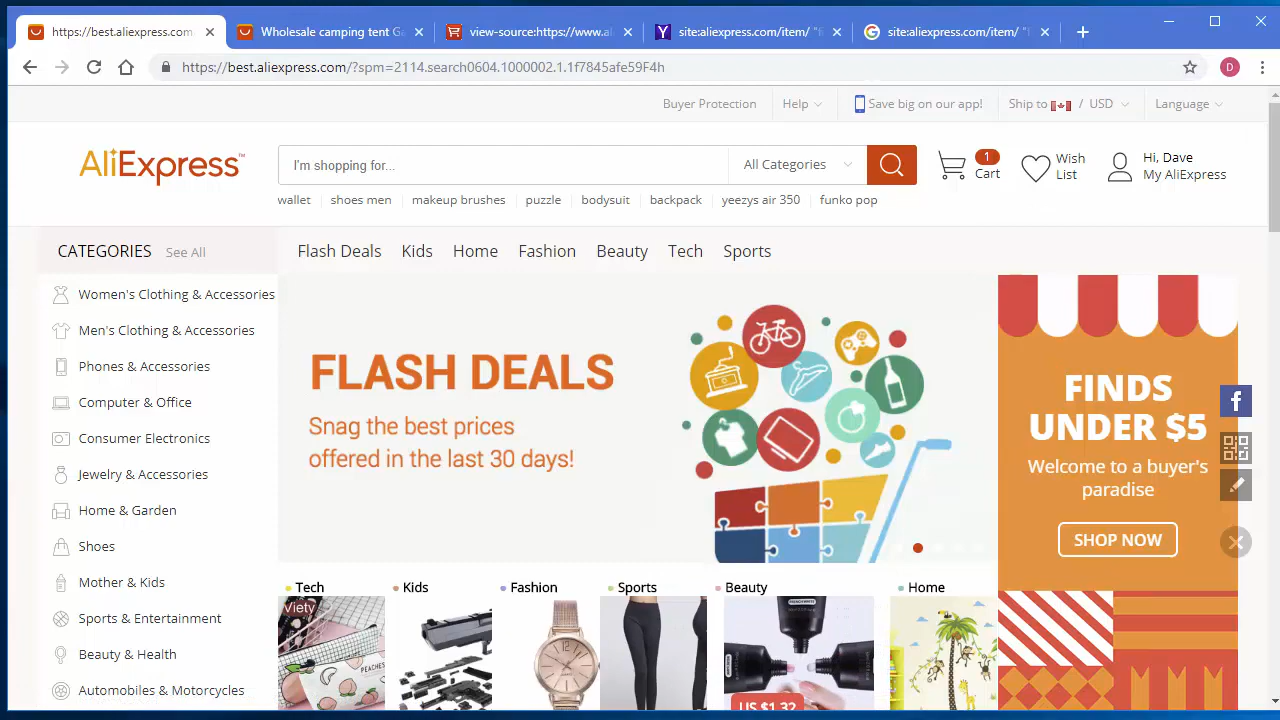 https://best.aliexpress.com
Wholesale camping tent Ga
view-source:https://www.al
site:aliexpress.com/item/ "6
site:aliexpress.com/item/ "
https://best.aliexpress.com/?spm=2114.search0604.1000002.1.1f7845afe59F4h
D
Buyer Protection
Help
Save big on our app!
Ship to / USD
Language
AliExpress™
I'm shopping for...
All Categories
1
Cart
Wish
List
Hi, Dave
My AliExpress
wallet
shoes men
makeup brushes
puzzle
bodysuit
backpack
yeezys air 350
funko pop
CATEGORIES See All
Flash Deals
Kids
Home
Fashion
Beauty
Tech
Sports
Women's Clothing & Accessories
Men's Clothing & Accessories
Phones & Accessories
Computer & Office
Consumer Electronics
Jewelry & Accessories
Home & Garden
Shoes
Mother & Kids
Sports & Entertainment
Beauty & Health
Automobiles & Motorcycles
FLASH DEALS
Snag the best prices
offered in the last 30 days!
FINDS
UNDER $5
Welcome to a buyer's
paradise
SHOP NOW
f
Tech
Kids
Fashion
Sports
Beauty
Home
Viety
PEACHES
US $1.32